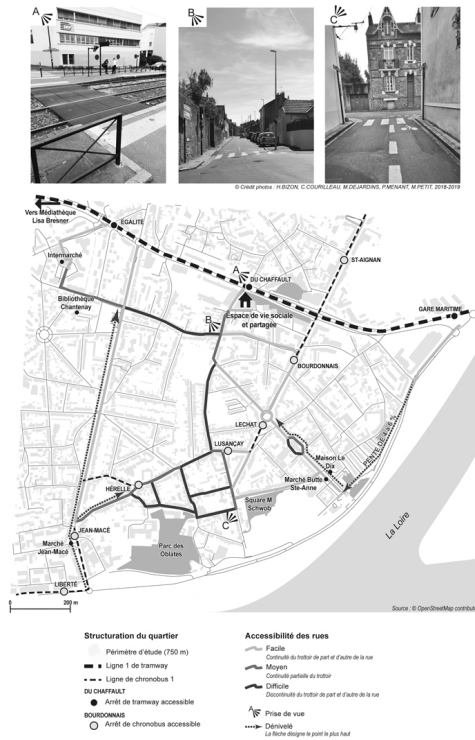 A
B
C
© Crédit photos : H.BIZON, C.COURILLEAU, M.DEJARDINS, P.MENANT, M.PETIT, 2018-2019
Vers Médiathèque
Lisa Bresner
ÉGALITÉ
Intermarché
ST-AIGNAN
A
DU CHAFFAULT
Bibliothèque
Chantenay
Espace de vie sociale
et partagée
GARE MARITIME
B
BOURDONNAIS
PENTE DE 4 à 6 %
LECHAT
LUSANÇAY
Maison Le
Dix
HÉRELLE
Marché Butte
Ste-Anne
Square M
Schwob
C
JEAN-MACÉ
La Loire
Marché
Jean-Macé
Parc des
Oblates
LIBERTÉ
0
200 m
Source : © OpenStreetMap contribut
Structuration du quartier
Périmètre d'étude (750 m)
Ligne 1 de tramway
Ligne de chronobus 1
DU CHAFFAULT
Arrêt de tramway accessible
BOURDONNAIS
Arrêt de chronobus accessible
Accessibilité des rues
Facile
Continuité du trottoir de part et d'autre de la rue
Moyen
Continuité partielle du trottoir
Difficile
Discontinuité du trottoir de part et d'autre de la rue
A
Prise de vue
Dénivelé
La flèche désigne le point le plus haut